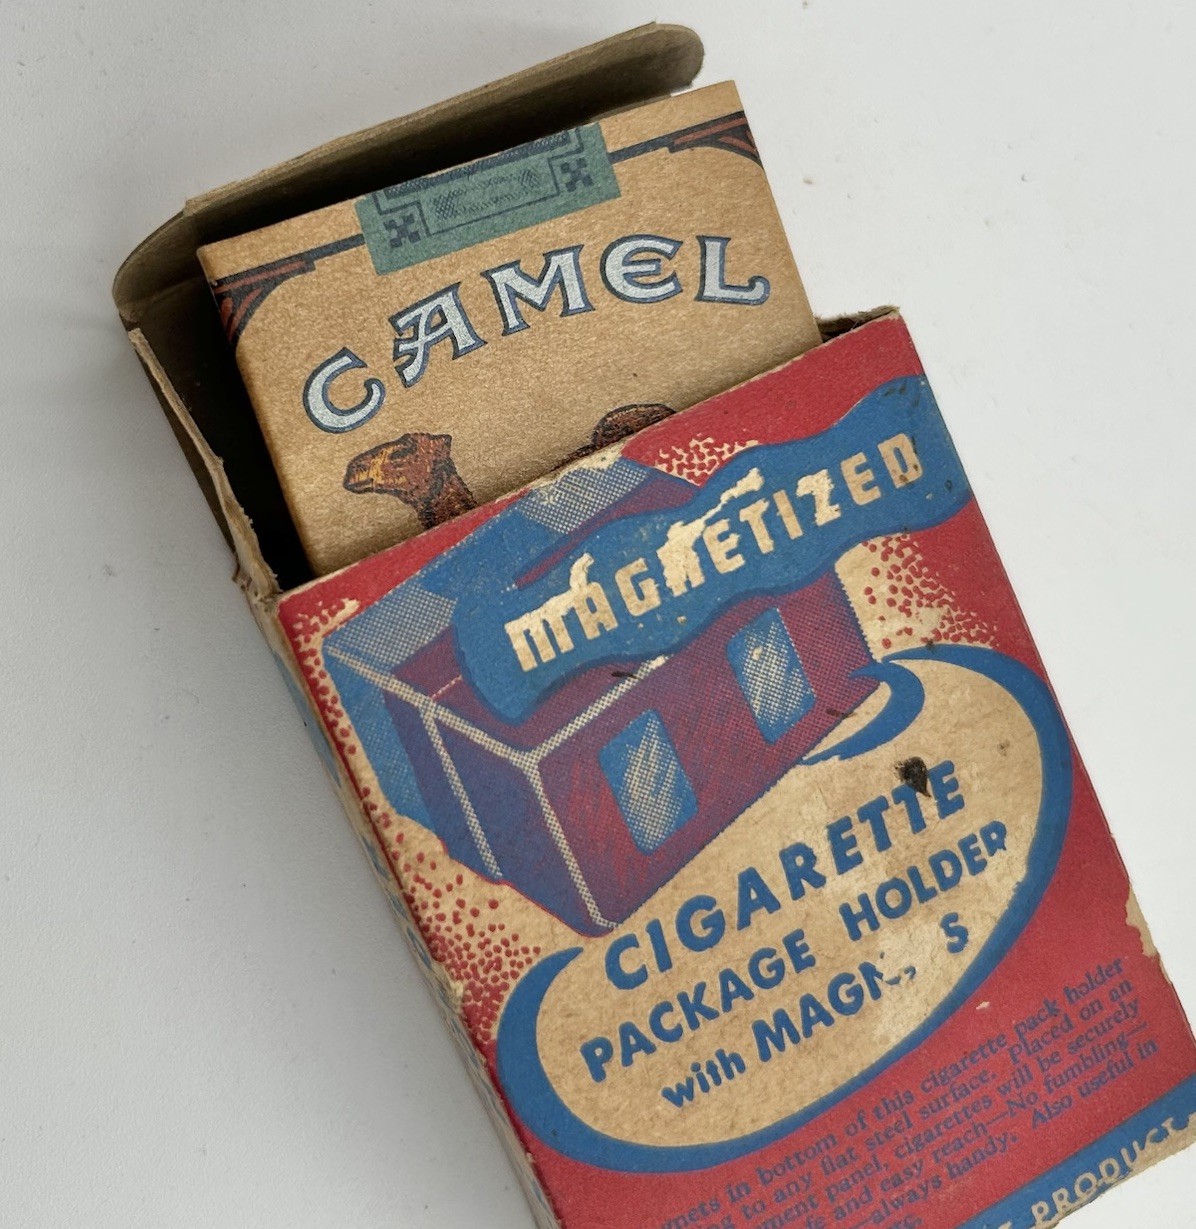 CAMEL
MAGNETIZED
CIGARETTE
PACKAGE HOLDER
with MAGN S
in bottom of this cigarette pack holder
to any flat steel surface. Placed on an
panel, cigarettes will be securely
and easy reach—No fumbling—
—always handy. Also useful in
PRODUCT